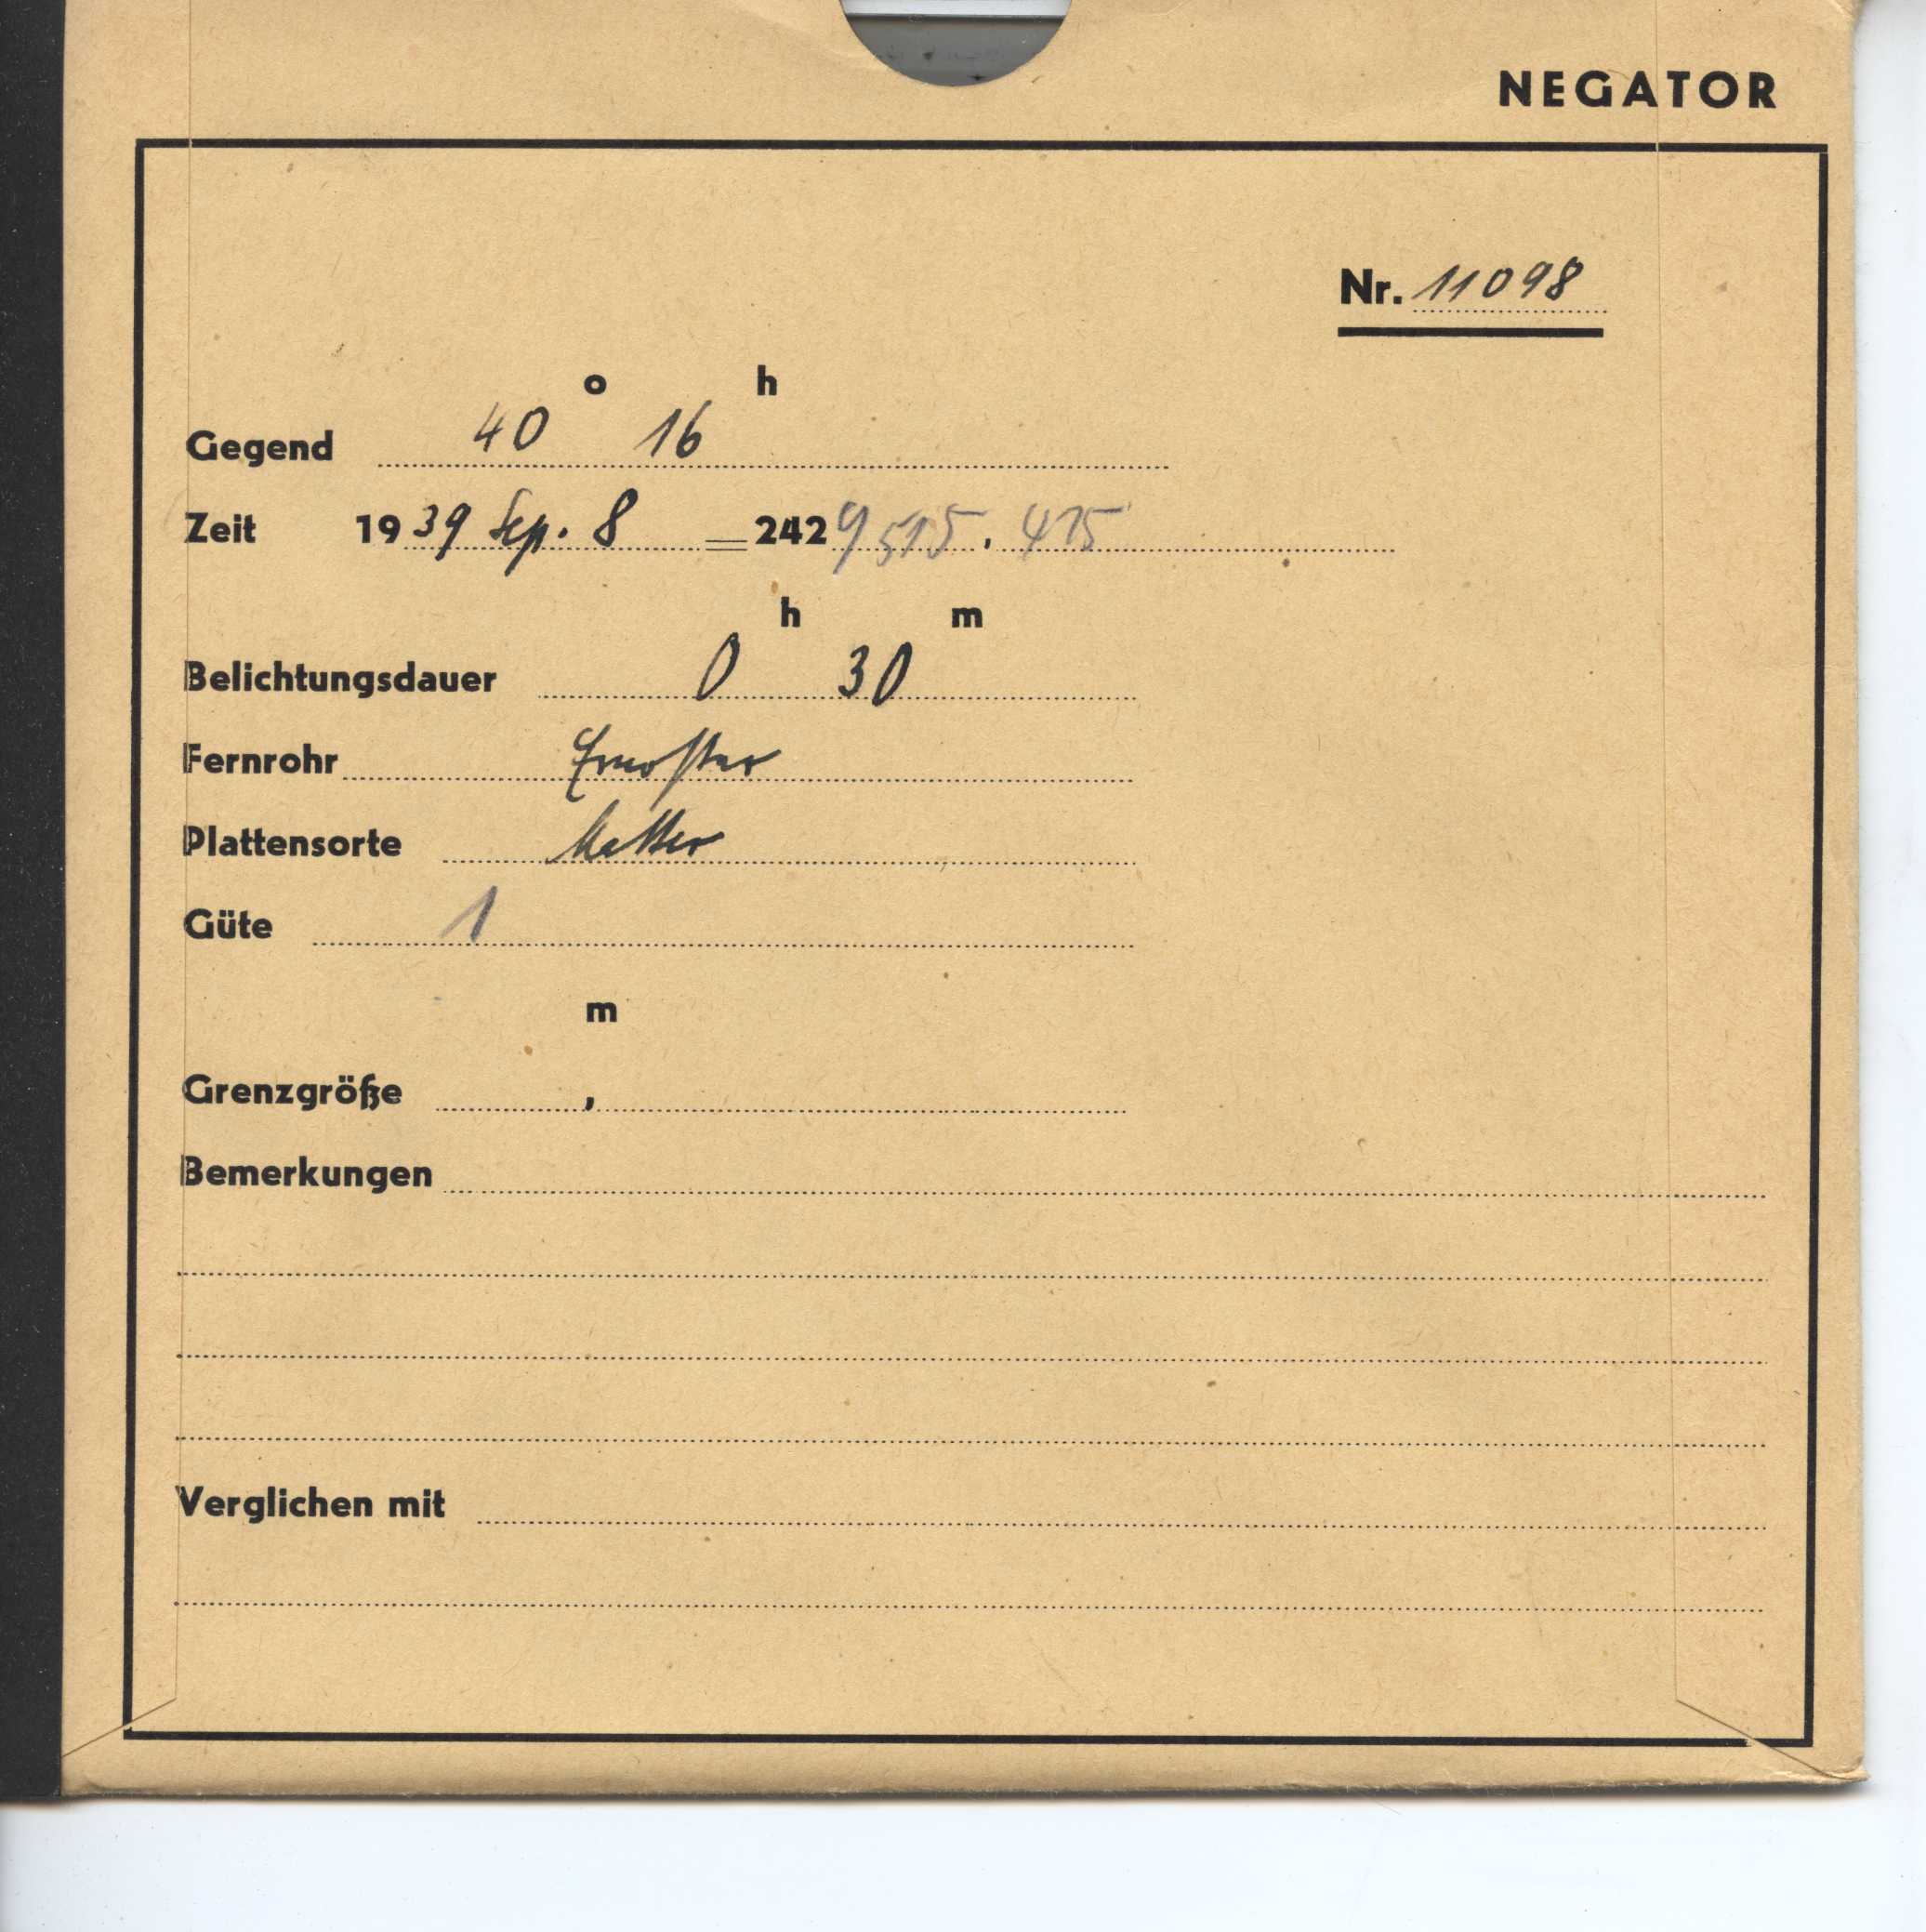 NEGATOR
Nr. 11098
o h
Gegend 40 16
Zeit 1939 Sep. 8 = 2429515.475
h m
Belichtungsdauer 0 30
Fernrohr Ernostar
Plattensorte
Güte 1
m
Grenzgröße ,
Bemerkungen
Verglichen mit